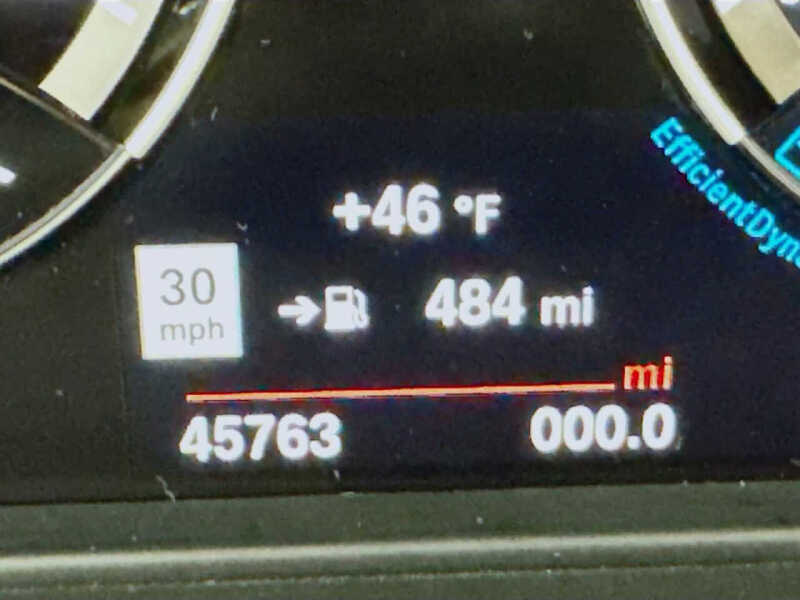 +46 °F
30
mph
484 mi
mi
45763
000.0
EfficientDyn